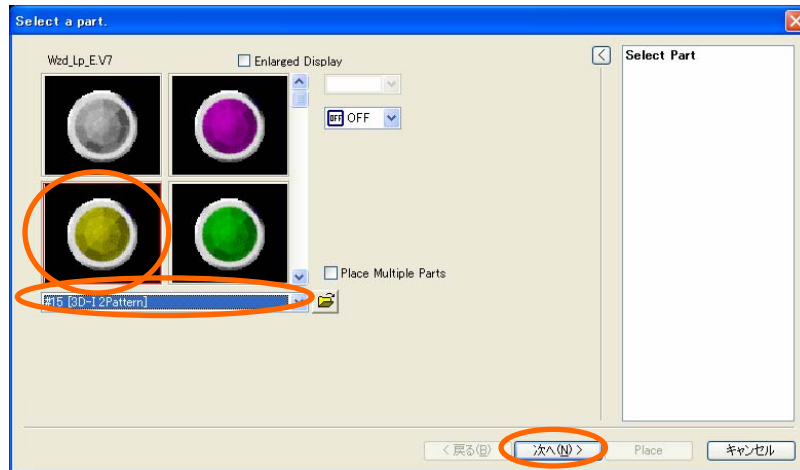 Select a part.
Wzd_Lp_E.V7
Enlarged Display
Select Part
OFF OFF
Place Multiple Parts
#15 [3D-I 2Pattern]
< 戻る(B)
次へ(N) >
Place
キャンセル